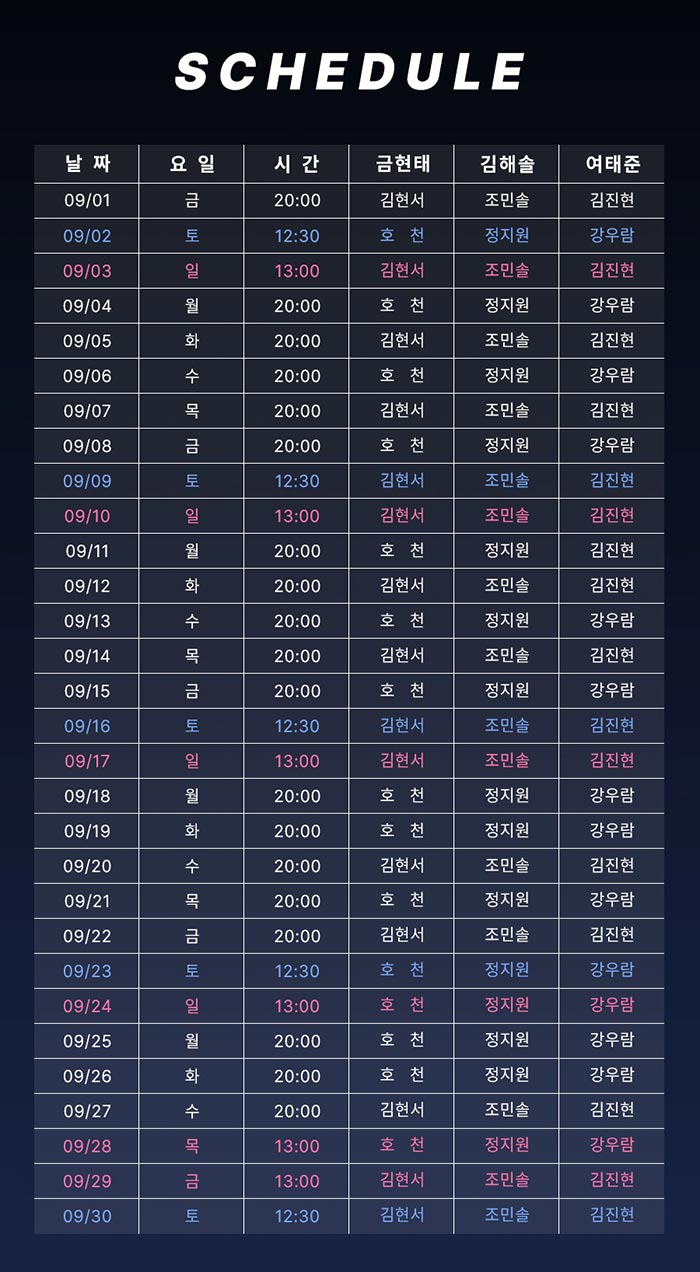 SCHEDULE
날 짜 요 일 시 간 금현태 김해솔 여태준
09/01 금 20:00 김현서 조민솔 김진현
09/02 토 12:30 호 천 정지원 강우람
09/03 일 13:00 김현서 조민솔 김진현
09/04 월 20:00 호 천 정지원 강우람
09/05 화 20:00 김현서 조민솔 김진현
09/06 수 20:00 호 천 정지원 강우람
09/07 목 20:00 김현서 조민솔 김진현
09/08 금 20:00 호 천 정지원 강우람
09/09 토 12:30 김현서 조민솔 김진현
09/10 일 13:00 김현서 조민솔 김진현
09/11 월 20:00 호 천 정지원 김진현
09/12 화 20:00 김현서 조민솔 김진현
09/13 수 20:00 호 천 정지원 강우람
09/14 목 20:00 김현서 조민솔 김진현
09/15 금 20:00 호 천 정지원 강우람
09/16 토 12:30 김현서 조민솔 김진현
09/17 일 13:00 김현서 조민솔 김진현
09/18 월 20:00 호 천 정지원 강우람
09/19 화 20:00 호 천 정지원 강우람
09/20 수 20:00 김현서 조민솔 김진현
09/21 목 20:00 호 천 정지원 강우람
09/22 금 20:00 김현서 조민솔 김진현
09/23 토 12:30 호 천 정지원 강우람
09/24 일 13:00 호 천 정지원 강우람
09/25 월 20:00 호 천 정지원 강우람
09/26 화 20:00 호 천 정지원 강우람
09/27 수 20:00 김현서 조민솔 김진현
09/28 목 13:00 호 천 정지원 강우람
09/29 금 13:00 김현서 조민솔 김진현
09/30 토 12:30 김현서 조민솔 김진현